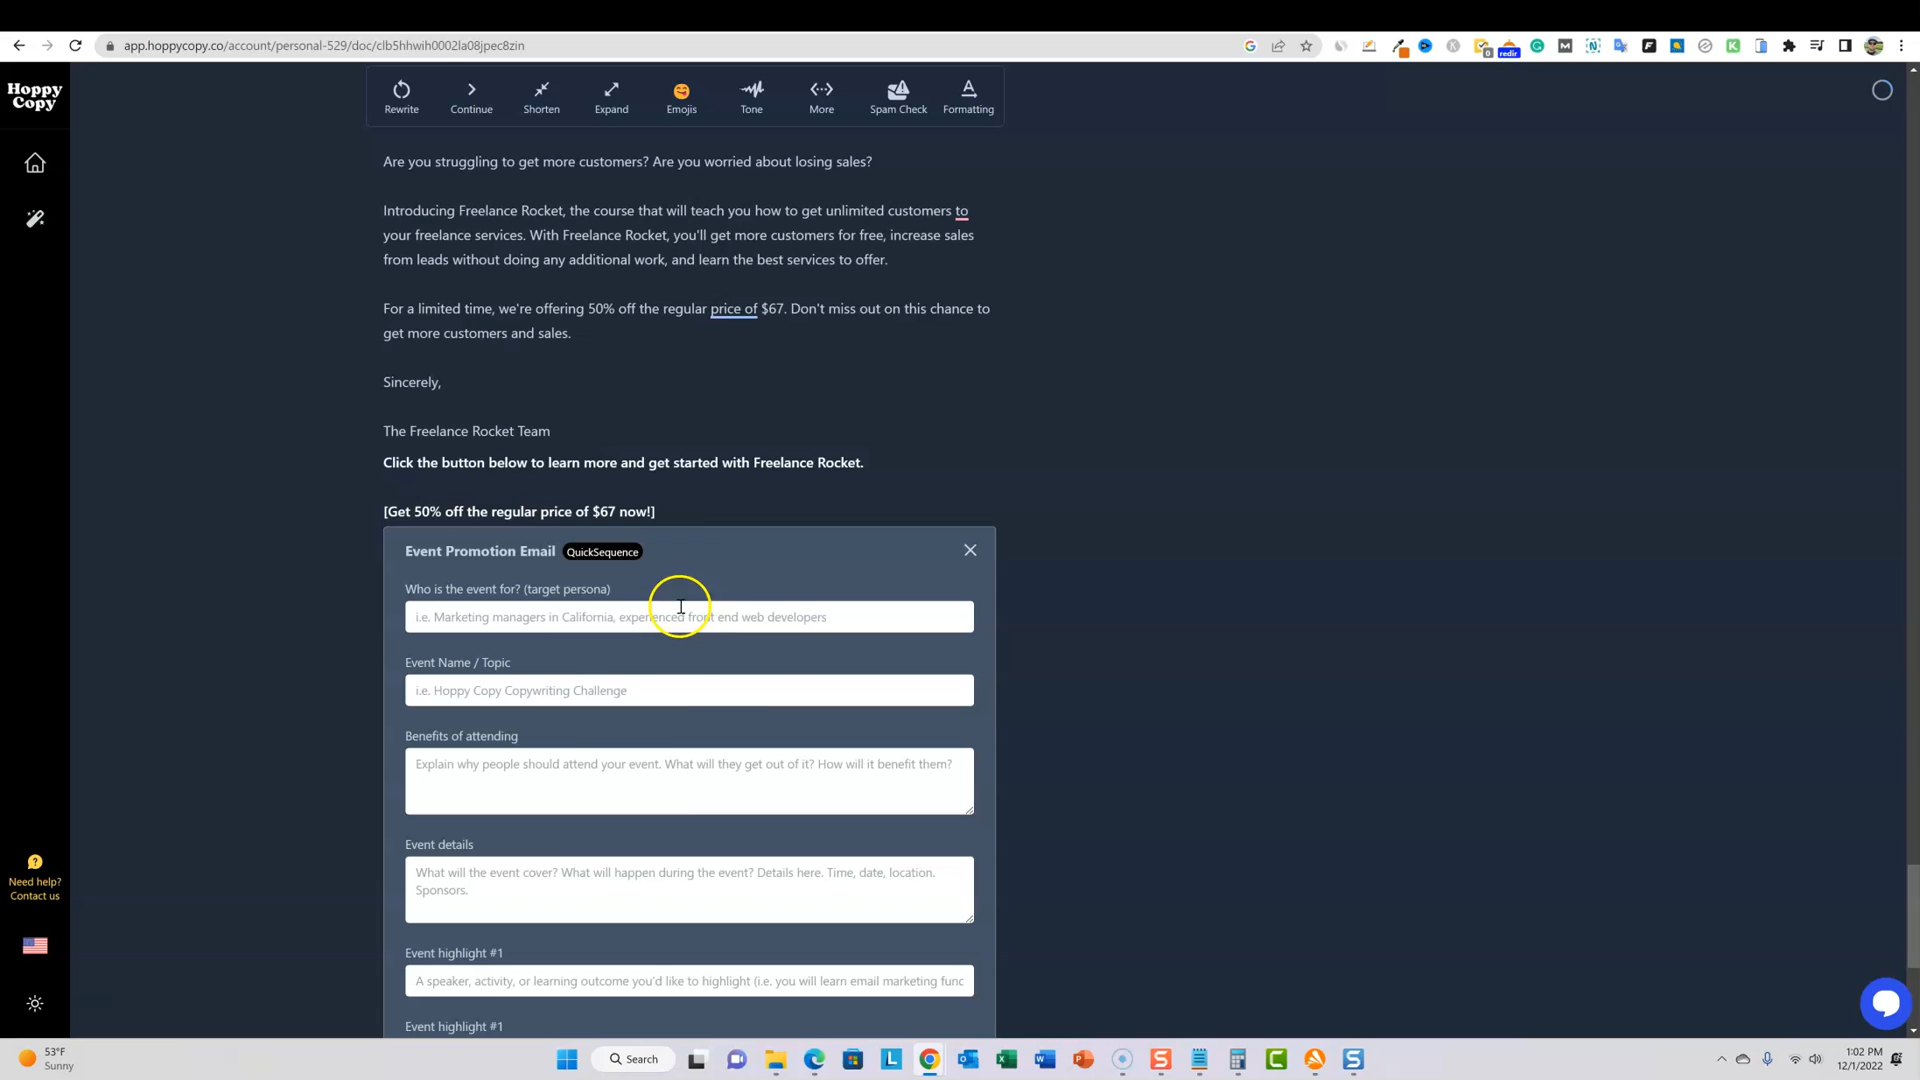 app.hoppycopy.co/account/personal-529/doc/clb5hhwih0002la08jpec8zin
redir
Hoppy
Copy
Rewrite
Continue
Shorten
Expand
Emojis
Tone
More
Spam Check
Formatting
Are you struggling to get more customers? Are you worried about losing sales?
Introducing Freelance Rocket, the course that will teach you how to get unlimited customers to
your freelance services. With Freelance Rocket, you'll get more customers for free, increase sales
from leads without doing any additional work, and learn the best services to offer.
For a limited time, we're offering 50% off the regular price of $67. Don't miss out on this chance to
get more customers and sales.
Sincerely,
The Freelance Rocket Team
Click the button below to learn more and get started with Freelance Rocket.
[Get 50% off the regular price of $67 now!]
Event Promotion Email QuickSequence
Who is the event for? (target persona)
i.e. Marketing managers in California, experienced front end web developers
Event Name / Topic
i.e. Hoppy Copy Copywriting Challenge
Benefits of attending
Explain why people should attend your event. What will they get out of it? How will it benefit them?
Event details
What will the event cover? What will happen during the event? Details here. Time, date, location.
Sponsors.
Event highlight #1
A speaker, activity, or learning outcome you'd like to highlight (i.e. you will learn email marketing func
Event highlight #1
Need help?
Contact us
53°F
Sunny
Search
1:02 PM
12/1/2022